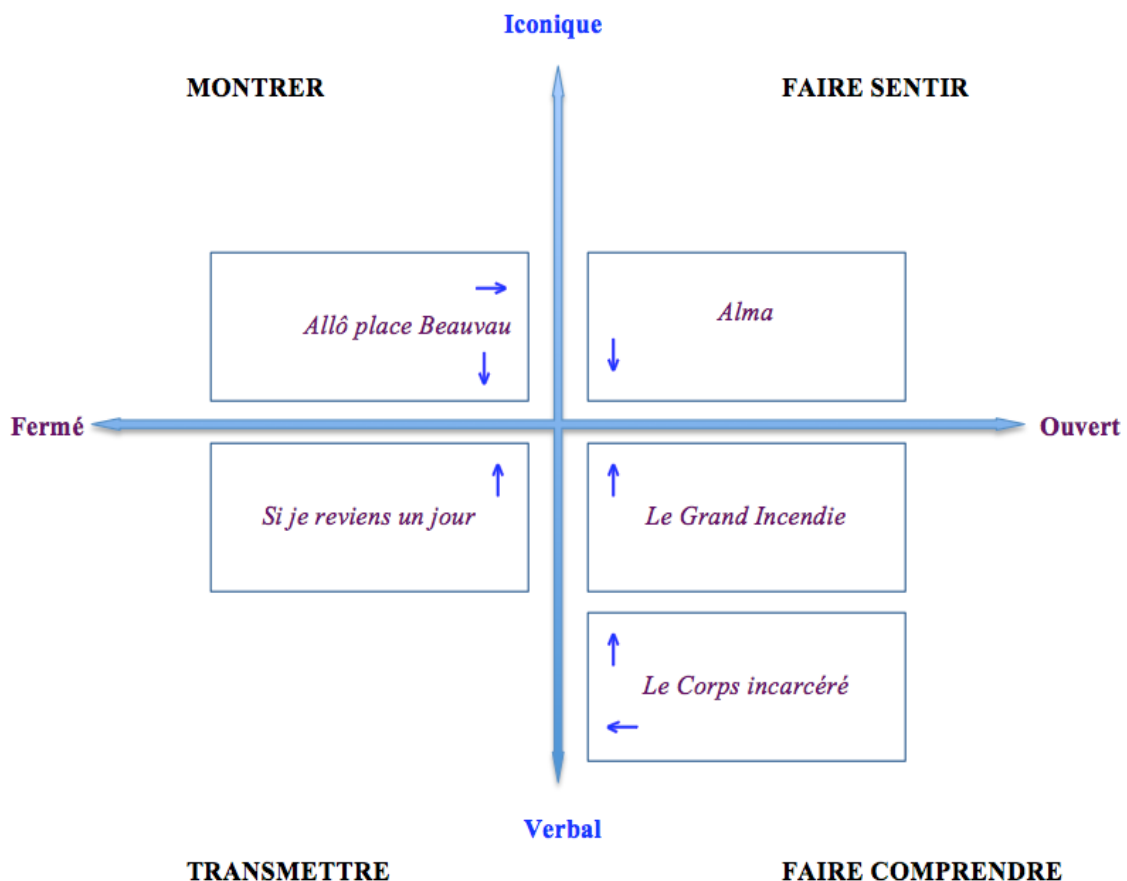 Iconique
MONTRER
FAIRE SENTIR
Allô place Beauvau
Alma
Fermé
Ouvert
Si je reviens un jour
Le Grand Incendie
Le Corps incarcéré
Verbal
TRANSMETTRE
FAIRE COMPRENDRE